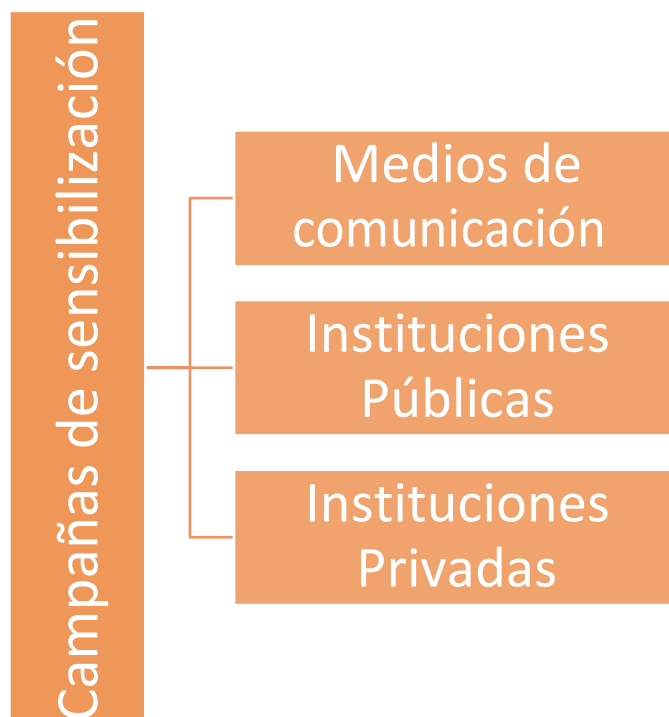 Campañas de sensibilización
Medios de
comunicación
Instituciones
Públicas
Instituciones
Privadas